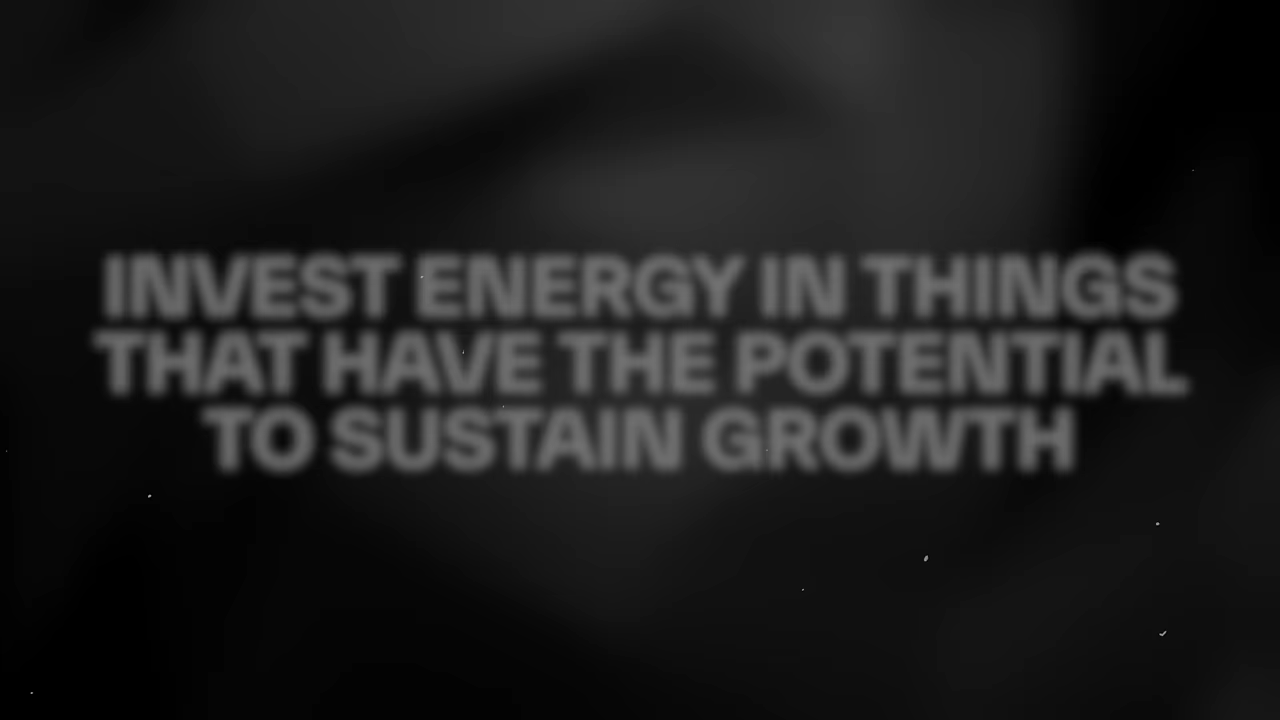 INVEST ENERGY IN THINGS
THAT HAVE THE POTENTIAL
TO SUSTAIN GROWTH